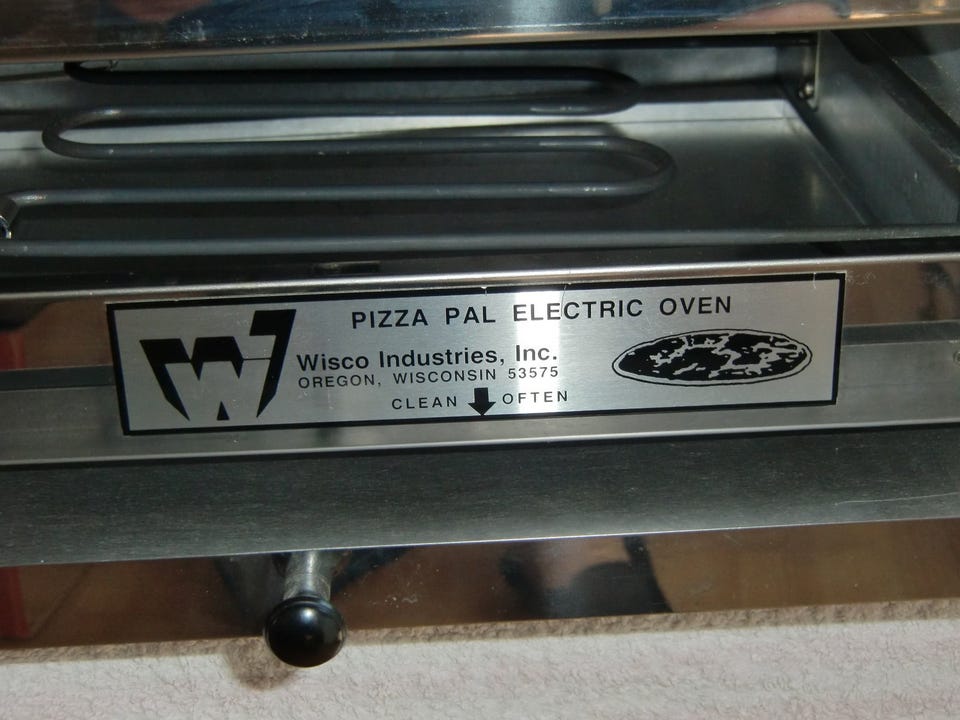 PIZZA PAL ELECTRIC OVEN
W
Wisco Industries, Inc.
OREGON, WISCONSIN 53575
CLEAN OFTEN